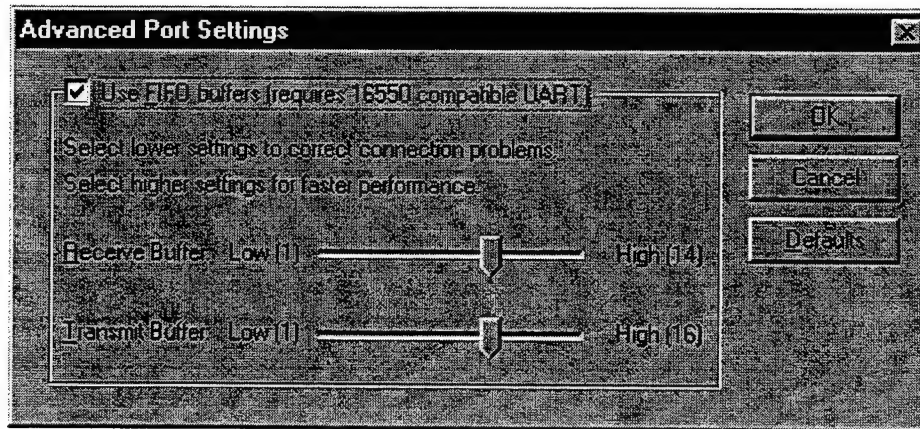 Advanced Port Settings
Use FIFO buffers (requires 16550 compatible UART)
OK
Select lower settings to correct connection problems.
Cancel
Select higher settings for faster performance.
Defaults
Receive Buffer: Low (1) High (14)
Transmit Buffer: Low (1) High (16)